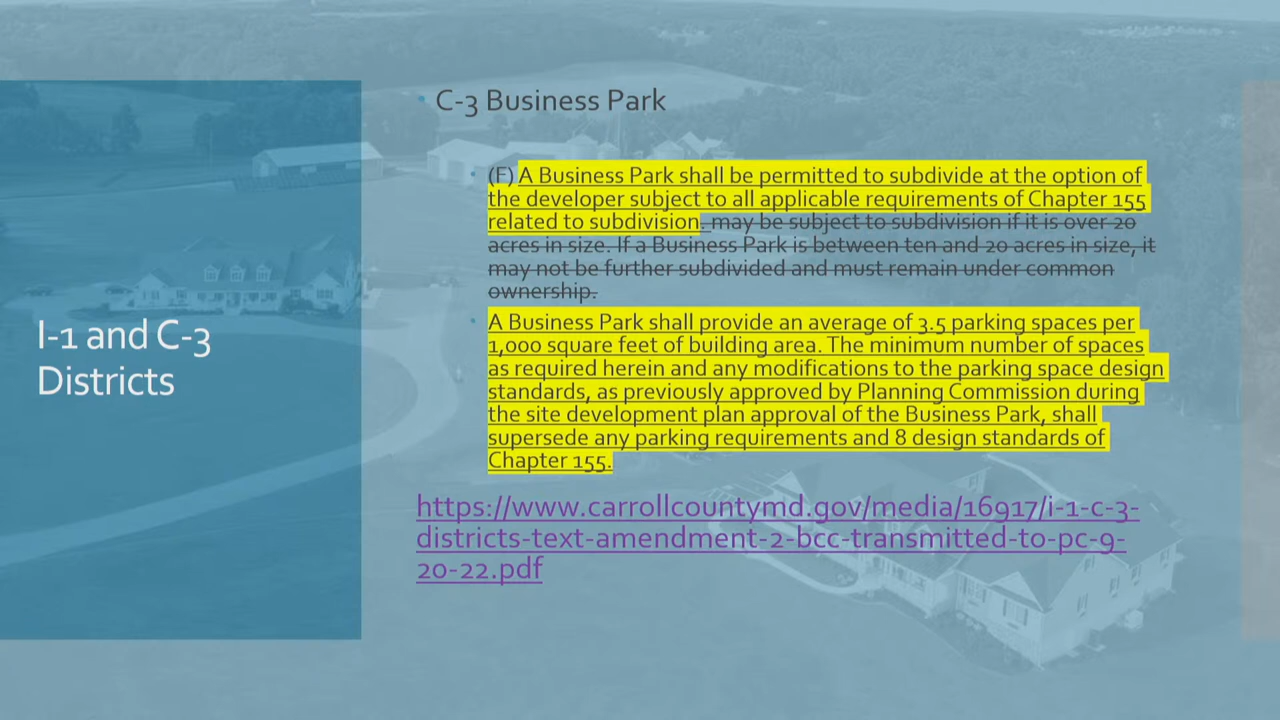 I-1 and C-3
Districts
C-3 Business Park
(F) A Business Park shall be permitted to subdivide at the option of
the developer subject to all applicable requirements of Chapter 155
related to subdivision. may be subject to subdivision if it is over 20
acres in size. If a Business Park is between ten and 20 acres in size, it
may not be further subdivided and must remain under common
ownership.
A Business Park shall provide an average of 3.5 parking spaces per
1,000 square feet of building area. The minimum number of spaces
as required herein and any modifications to the parking space design
standards, as previously approved by Planning Commission during
the site development plan approval of the Business Park, shall
supersede any parking requirements and 8 design standards of
Chapter 155.
https://www.carrollcountymd.gov/media/16917/i-1-c-3-
districts-text-amendment-2-bcc-transmitted-to-pc-9-
20-22.pdf